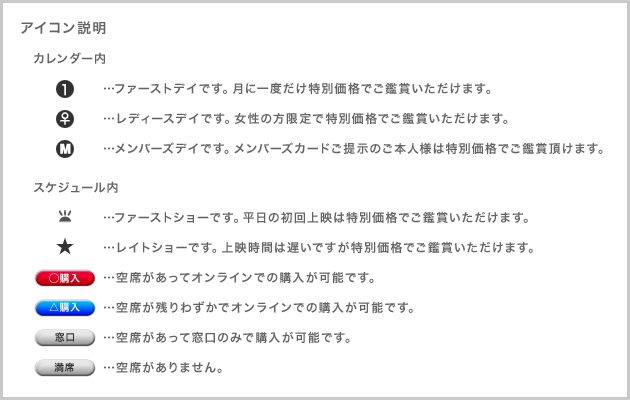 アイコン説明
カレンダー内
1 …ファーストデイです。月に一度だけ特別価格でご鑑賞いただけます。
♀ …レディースデイです。女性の方限定で特別価格でご鑑賞いただけます。
M …メンバーズデイです。メンバーズカードご提示のご本人様は特別価格でご鑑賞頂けます。
スケジュール内
…ファーストショーです。平日の初回上映は特別価格でご鑑賞いただけます。
★ …レイトショーです。上映時間は遅いですが特別価格でご鑑賞いただけます。
○購入 …空席があってオンラインでの購入が可能です。
△購入 …空席が残りわずかでオンラインでの購入が可能です。
窓口 …空席があって窓口のみで購入が可能です。
満席 …空席がありません。